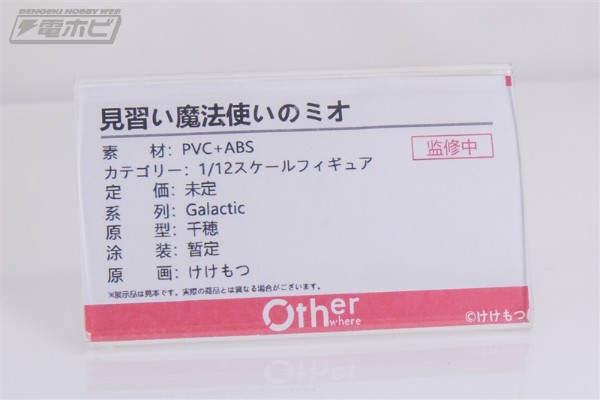 DENGEKI HOBBY WEB
電ホビ
見習い魔法使いのミオ
素 材：PVC+ABS
監修中
カテゴリー：1/12スケールフィギュア
定 価：未定
系 列：Galactic
原 型：千穂
涂 装：暂定
原 画：けけもつ
※展示品は見本です。実際の商品とは異なる場合がございます。
Other
where
©けけもつ